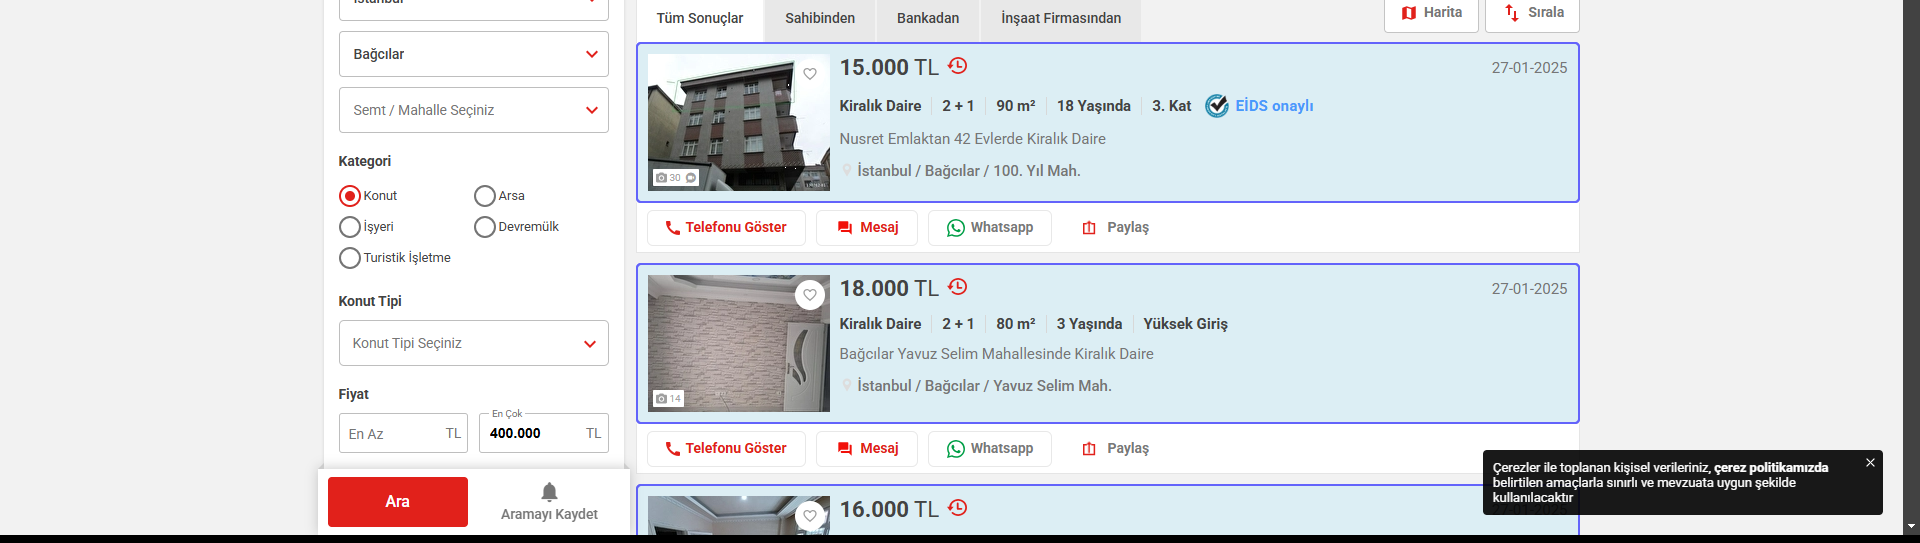 İstanbul
Bağcılar
Semt / Mahalle Seçiniz
Kategori
Konut
Arsa
İşyeri
Devremülk
Turistik İşletme
Konut Tipi
Konut Tipi Seçiniz
Fiyat
En Az TL
En Çok
400.000 TL
Ara
Aramayı Kaydet
Tüm Sonuçlar
Sahibinden
Bankadan
İnşaat Firmasından
Harita
Sırala
15.000 TL
27-01-2025
Kiralık Daire 2 + 1 90 m² 18 Yaşında 3. Kat EİDS onaylı
Nusret Emlaktan 42 Evlerde Kiralık Daire
İstanbul / Bağcılar / 100. Yıl Mah.
30
Telefonu Göster
Mesaj
Whatsapp
Paylaş
18.000 TL
27-01-2025
Kiralık Daire 2 + 1 80 m² 3 Yaşında Yüksek Giriş
Bağcılar Yavuz Selim Mahallesinde Kiralık Daire
İstanbul / Bağcılar / Yavuz Selim Mah.
14
Telefonu Göster
Mesaj
Whatsapp
Paylaş
16.000 TL
27-01-2025
Çerezler ile toplanan kişisel verileriniz, çerez politikamızda
belirtilen amaçlarla sınırlı ve mevzuata uygun şekilde
kullanılacaktır